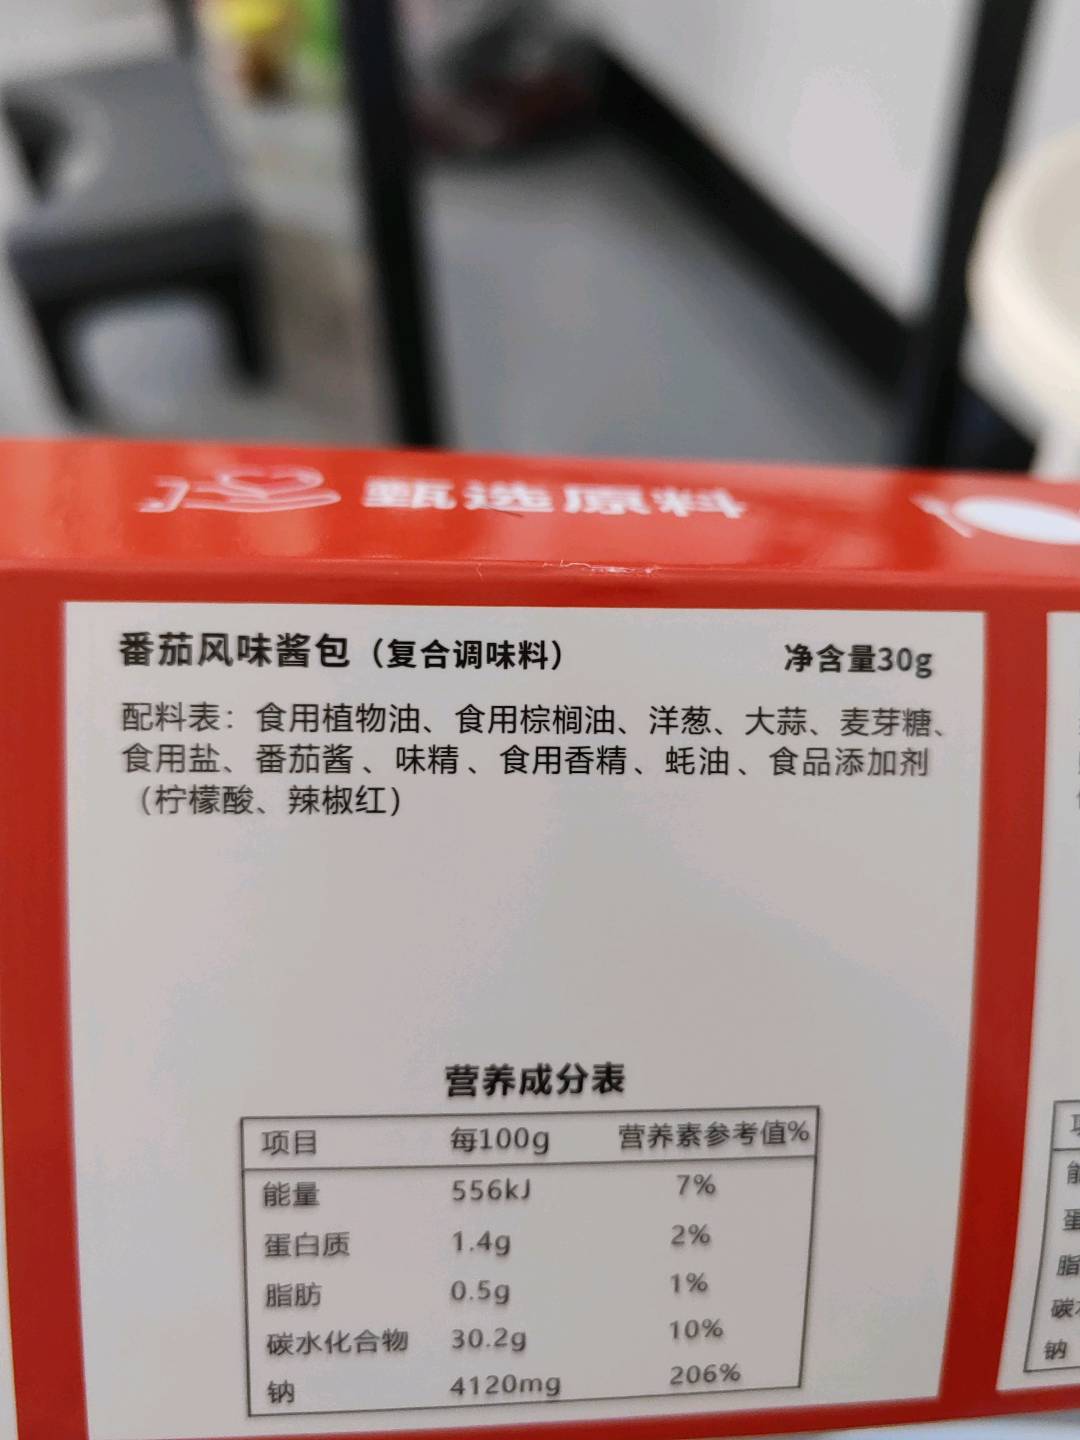 甄选原料
番茄风味酱包（复合调味料） 净含量30g
配料表：食用植物油、食用棕榈油、洋葱、大蒜、麦芽糖、
食用盐、番茄酱、味精、食用香精、蚝油、食品添加剂
（柠檬酸、辣椒红）
营养成分表
项目 每100g 营养素参考值%
能量 556kJ 7%
蛋白质 1.4g 2%
脂肪 0.5g 1%
碳水化合物 30.2g 10%
钠 4120mg 206%
能
蛋
脂
碳
钠